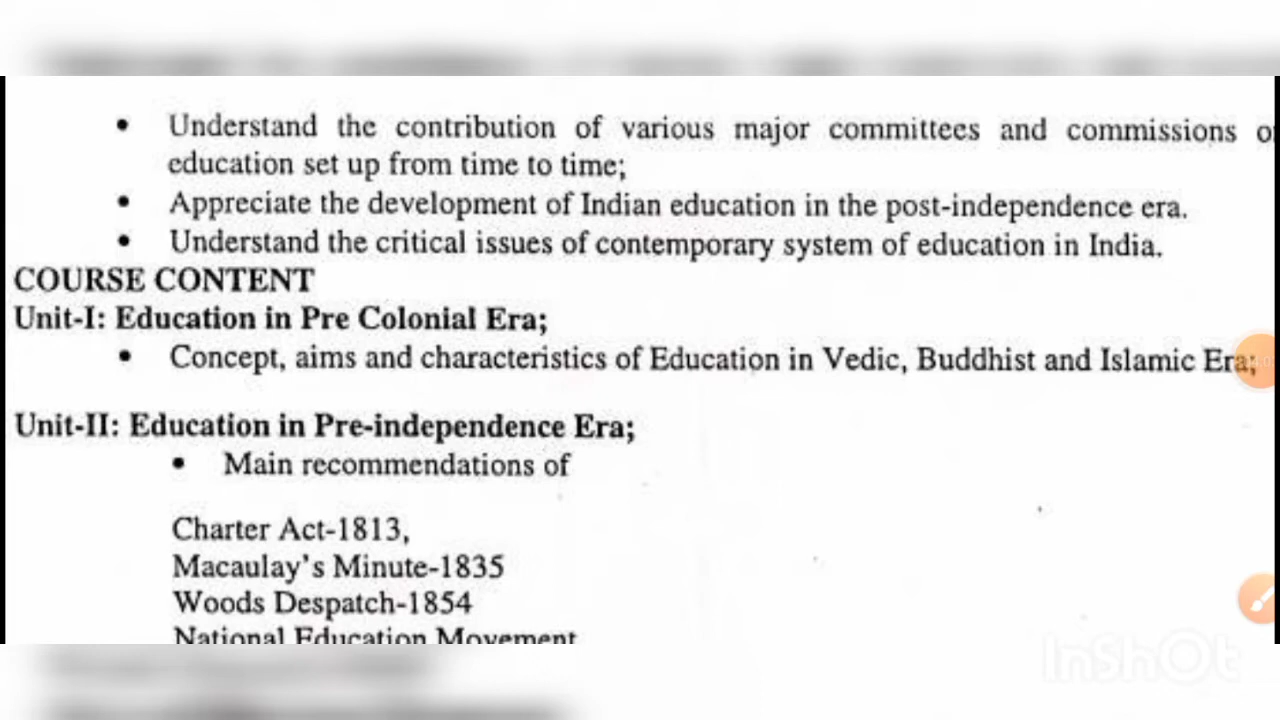 • Understand the contribution of various major committees and commissions
education set up from time to time;
• Appreciate the development of Indian education in the post-independence era.
• Understand the critical issues of contemporary system of education in India.
COURSE CONTENT
Unit-I: Education in Pre Colonial Era;
• Concept, aims and characteristics of Education in Vedic, Buddhist and Islamic Era;
Unit-II: Education in Pre-independence Era;
• Main recommendations of
Charter Act-1813,
Macaulay's Minute-1835
Woods Despatch-1854
National Education Movement
InShOt